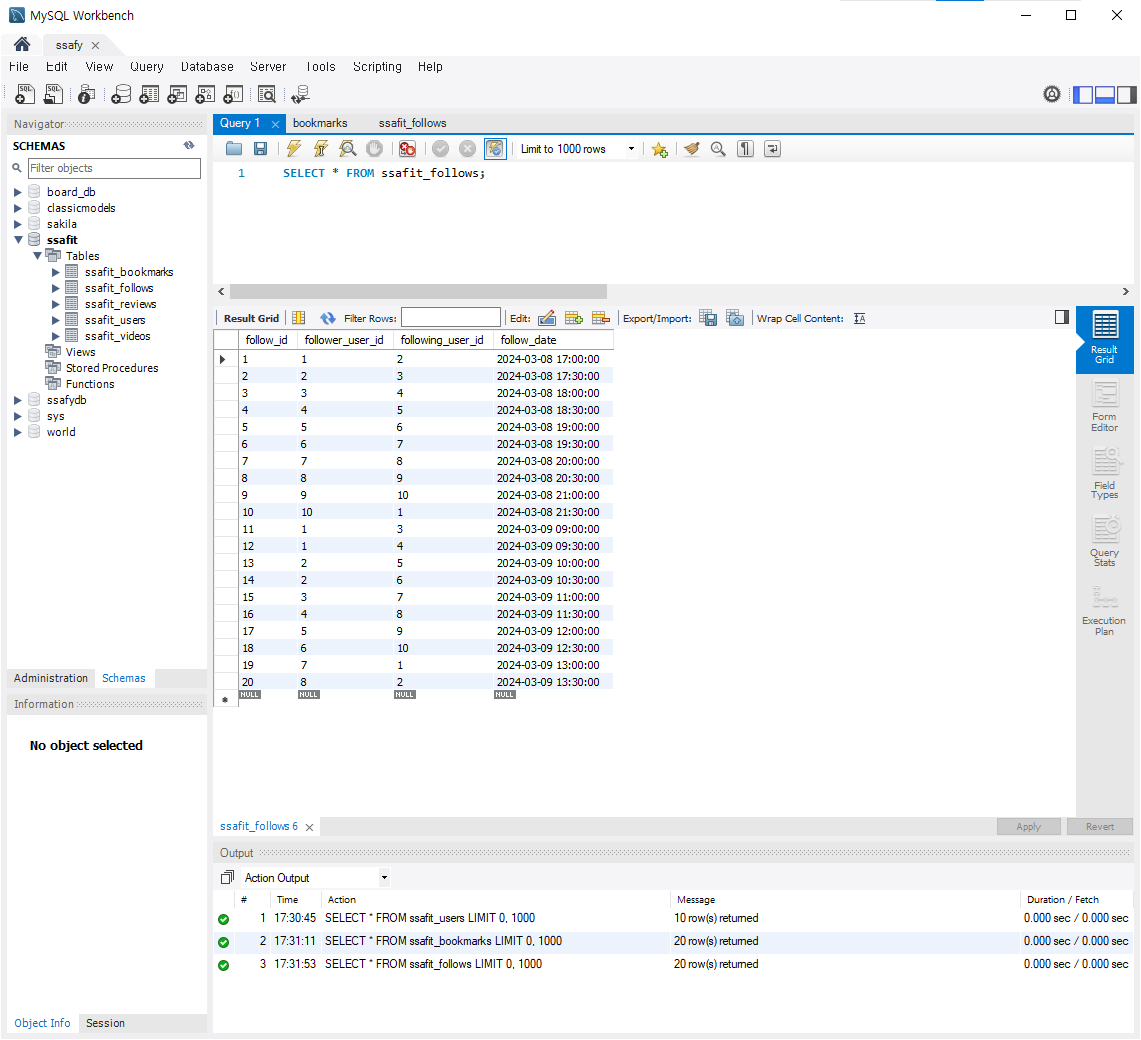 MySQL Workbench
ssafy
File Edit View Query Database Server Tools Scripting Help
Navigator
SCHEMAS
Filter objects
board_db
classicmodels
sakila
ssafit
Tables
ssafit_bookmarks
ssafit_follows
ssafit_reviews
ssafit_users
ssafit_videos
Views
Stored Procedures
Functions
ssafydb
sys
world
Administration Schemas
Information
No object selected
Object Info Session
Query 1 bookmarks ssafit_follows
Limit to 1000 rows
1 SELECT * FROM ssafit_follows;
Result Grid Filter Rows: Edit: Export/Import: Wrap Cell Content:
follow_id follower_user_id following_user_id follow_date
1 1 2 2024-03-08 17:00:00
2 2 3 2024-03-08 17:30:00
3 3 4 2024-03-08 18:00:00
4 4 5 2024-03-08 18:30:00
5 5 6 2024-03-08 19:00:00
6 6 7 2024-03-08 19:30:00
7 7 8 2024-03-08 20:00:00
8 8 9 2024-03-08 20:30:00
9 9 10 2024-03-08 21:00:00
10 10 1 2024-03-08 21:30:00
11 1 3 2024-03-09 09:00:00
12 1 4 2024-03-09 09:30:00
13 2 5 2024-03-09 10:00:00
14 2 6 2024-03-09 10:30:00
15 3 7 2024-03-09 11:00:00
16 4 8 2024-03-09 11:30:00
17 5 9 2024-03-09 12:00:00
18 6 10 2024-03-09 12:30:00
19 7 1 2024-03-09 13:00:00
20 8 2 2024-03-09 13:30:00
NULL NULL NULL NULL
Result
Grid
Form
Editor
Field
Types
Query
Stats
Execution
Plan
ssafit_follows 6
Apply Revert
Output
Action Output
# Time Action Message Duration / Fetch
1 17:30:45 SELECT * FROM ssafit_users LIMIT 0, 1000 10 row(s) returned 0.000 sec / 0.000 sec
2 17:31:11 SELECT * FROM ssafit_bookmarks LIMIT 0, 1000 20 row(s) returned 0.000 sec / 0.000 sec
3 17:31:53 SELECT * FROM ssafit_follows LIMIT 0, 1000 20 row(s) returned 0.000 sec / 0.000 sec